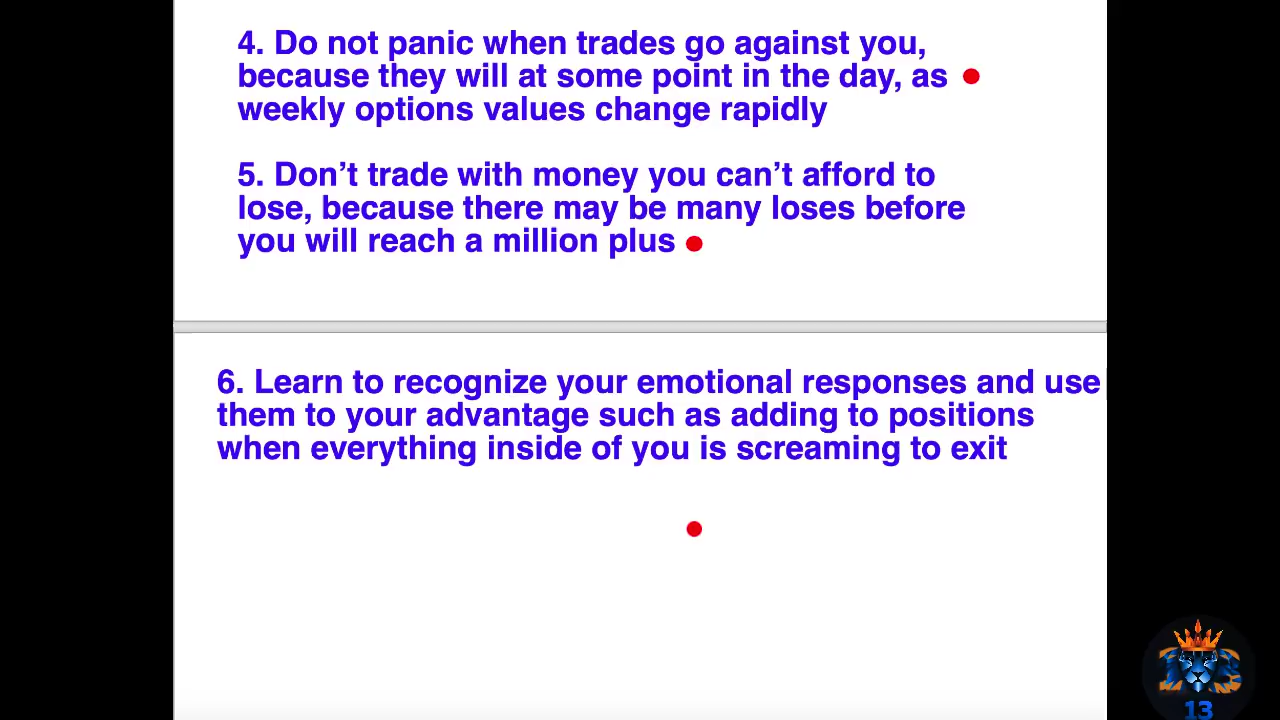 4. Do not panic when trades go against you,
because they will at some point in the day, as
weekly options values change rapidly
5. Don’t trade with money you can’t afford to
lose, because there may be many loses before
you will reach a million plus
6. Learn to recognize your emotional responses and use
them to your advantage such as adding to positions
when everything inside of you is screaming to exit
13